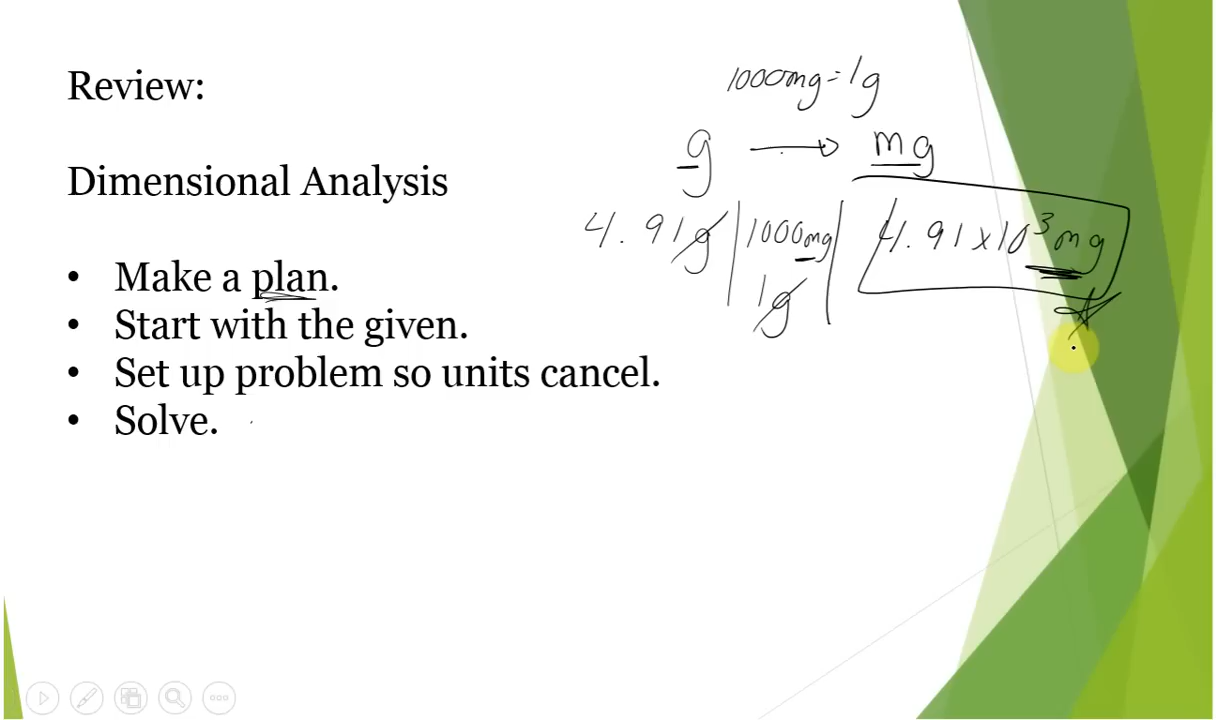 Review:
Dimensional Analysis
• Make a plan.
• Start with the given.
• Set up problem so units cancel.
• Solve.
1000mg=1g
g → mg
4.91g | 1000mg | 4.91x10³mg
1g